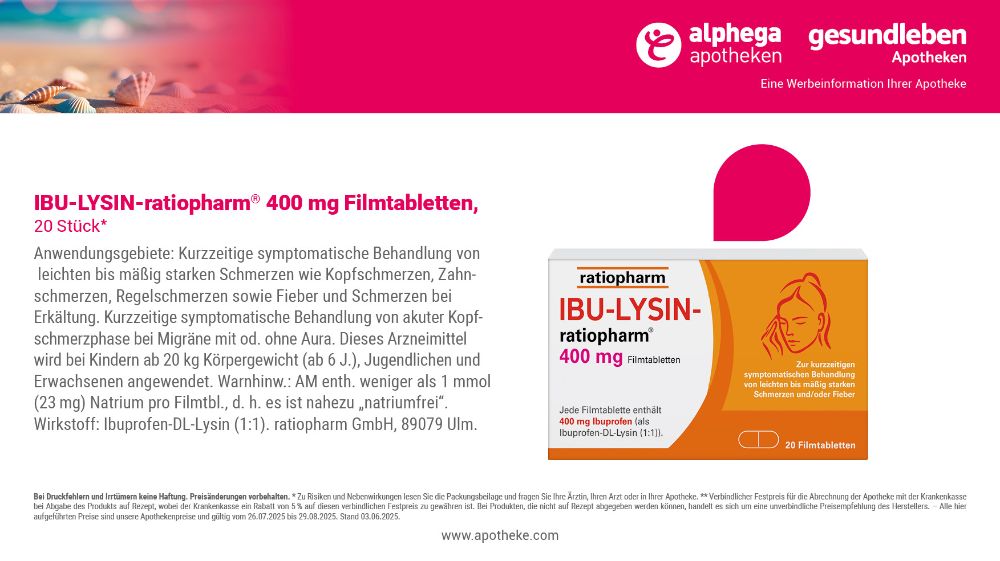 alphega
apotheken
gesundleben
Apotheken
Eine Werbeinformation Ihrer Apotheke
IBU-LYSIN-ratiopharm® 400 mg Filmtabletten,
20 Stück*
Anwendungsgebiete: Kurzzeitige symptomatische Behandlung von
leichten bis mäßig starken Schmerzen wie Kopfschmerzen, Zahn-
schmerzen, Regelschmerzen sowie Fieber und Schmerzen bei
Erkältung. Kurzzeitige symptomatische Behandlung von akuter Kopf-
schmerzphase bei Migräne mit od. ohne Aura. Dieses Arzneimittel
wird bei Kindern ab 20 kg Körpergewicht (ab 6 J.), Jugendlichen und
Erwachsenen angewendet. Warnhinw.: AM enth. weniger als 1 mmol
(23 mg) Natrium pro Filmtbl., d. h. es ist nahezu „natriumfrei“.
Wirkstoff: Ibuprofen-DL-Lysin (1:1). ratiopharm GmbH, 89079 Ulm.
ratiopharm
IBU-LYSIN-
ratiopharm®
400 mg Filmtabletten
Zur kurzzeitigen
symptomatischen Behandlung
von leichten bis mäßig starken
Schmerzen und/oder Fieber
Jede Filmtablette enthält
400 mg Ibuprofen (als
Ibuprofen-DL-Lysin (1:1)).
20 Filmtabletten
Bei Druckfehlern und Irrtümern keine Haftung. Preisänderungen vorbehalten. * Zu Risiken und Nebenwirkungen lesen Sie die Packungsbeilage und fragen Sie Ihre Ärztin, Ihren Arzt oder in Ihrer Apotheke. ** Verbindlicher Festpreis für die Abrechnung der Apotheke mit der Krankenkasse
bei Abgabe des Produkts auf Rezept, wobei der Krankenkasse ein Rabatt von 5 % auf diesen verbindlichen Festpreis zu gewähren ist. Bei Produkten, die nicht auf Rezept abgegeben werden können, handelt es sich um eine unverbindliche Preisempfehlung des Herstellers. – Alle hier
aufgeführten Preise sind unsere Apothekenpreise und gültig vom 26.07.2025 bis 29.08.2025. Stand 03.06.2025.
www.apotheke.com